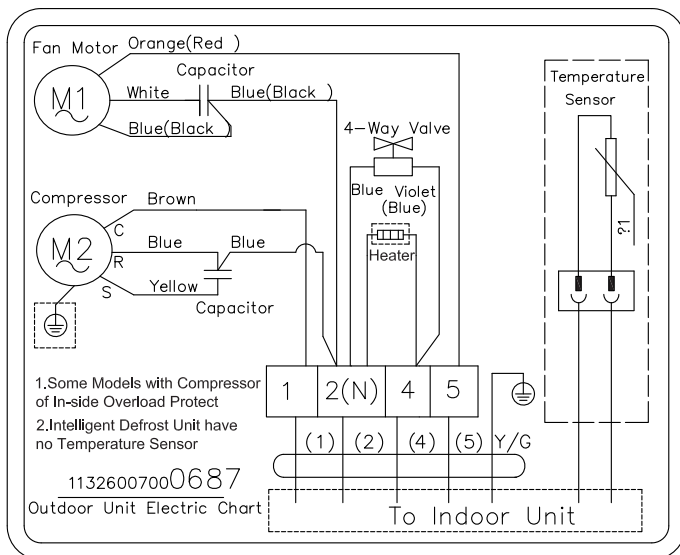 Fan Motor
Orange(Red )
Capacitor
White
Blue(Black )
M1
Blue(Black )
4-Way Valve
Blue
Violet
(Blue)
Heater
Temperature
Sensor
?1
Compressor
Brown
C
Blue
Blue
M2
R
S
Yellow
Capacitor
1
2(N)
4
5
1.Some Models with Compressor
of In-side Overload Protect
2.Intelligent Defrost Unit have
no Temperature Sensor
(1)
(2)
(4)
(5)
Y/G
11326007000687
Outdoor Unit Electric Chart
To Indoor Unit